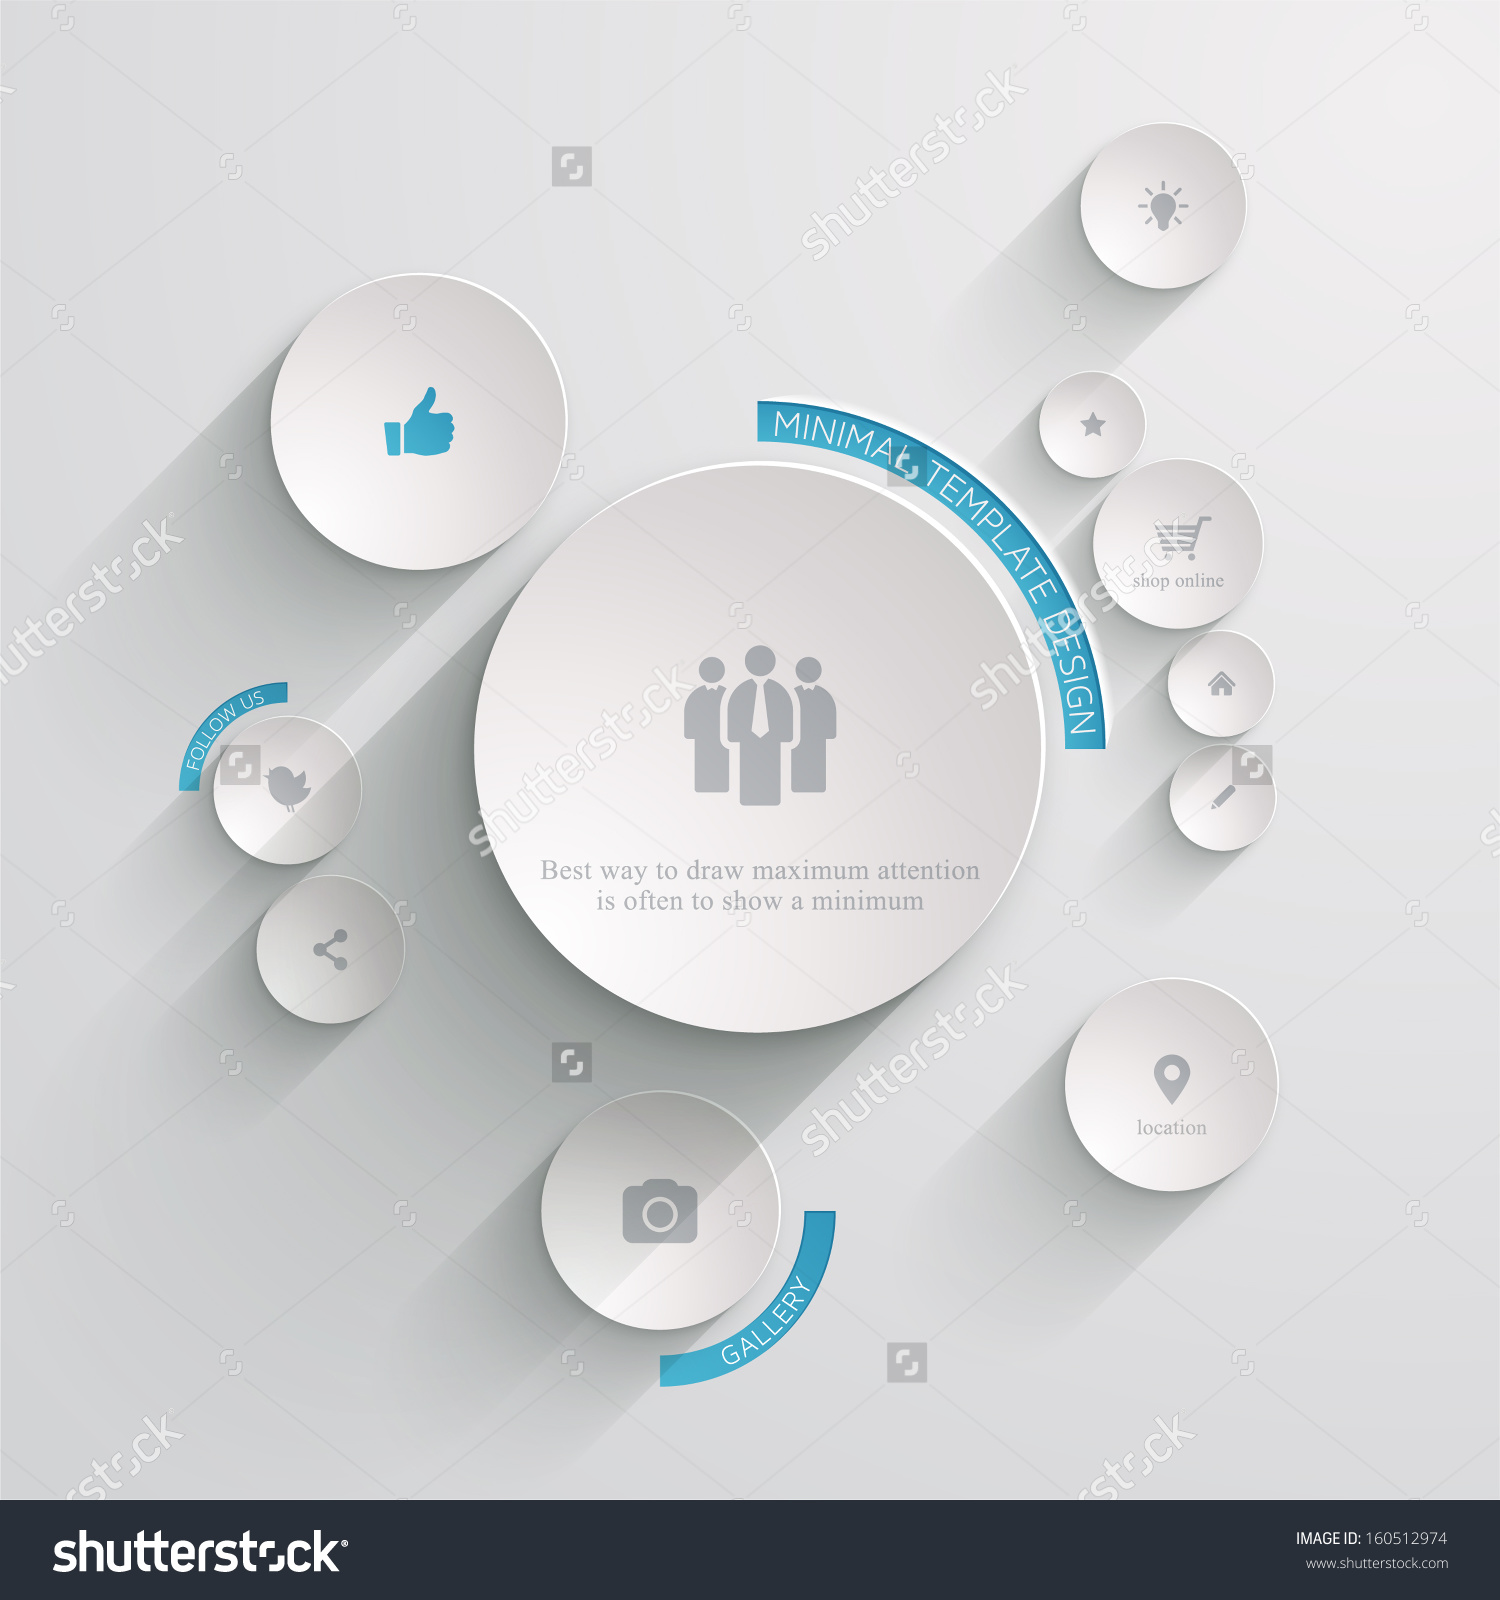 MINIMAL TEMPLATE DESIGN
shop online
FOLLOW US
Best way to draw maximum attention
is often to show a minimum
location
GALLERY
shutterstock
shutterstock
shutterstock
shutterstock
shutterstock
shutterstock
shutterstock
shutterstock
IMAGE ID: 160512974
www.shutterstock.com